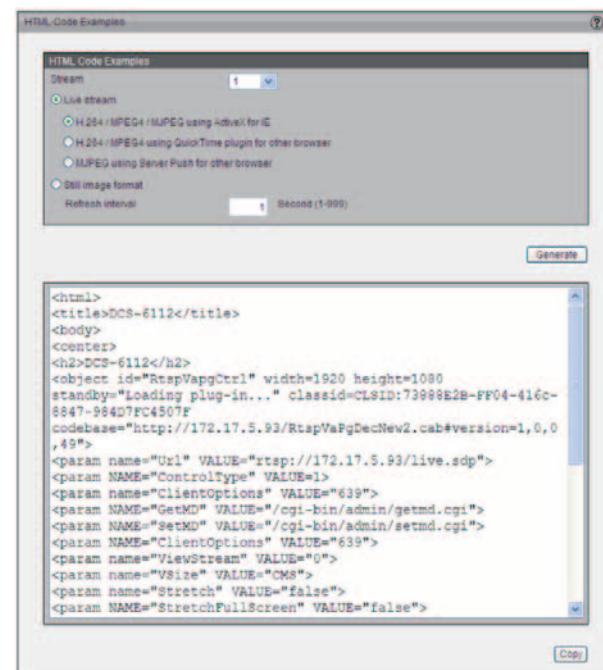 HTML Code Examples
HTML Code Examples
Stream 1
Live stream
H.264 / MPEG4 / MJPEG using ActiveX for IE
H.264 / MPEG4 using QuickTime plugin for other browser
MJPEG using Server Push for other browser
Still image format
Refresh interval 1 Second (1-999)
Generate
<html>
<title>DCS-6112</title>
<body>
<center>
<h2>DCS-6112</h2>
<object id="RtspVapgCtrl" width=1920 height=1080
standby="Loading plug-in..." classid=CLSID:73888E2B-FF04-416c-
8847-984D7FC4507F
codebase="http://172.17.5.93/RtspVaPgDecNew2.cab#version=1,0,0
,49">
<param name="Url" VALUE="rtsp://172.17.5.93/live.sdp">
<param NAME="ControlType" VALUE=1>
<param NAME="ClientOptions" VALUE="639">
<param NAME="GetMD" VALUE="/cgi-bin/admin/getmd.cgi">
<param NAME="SetMD" VALUE="/cgi-bin/admin/setmd.cgi">
<param NAME="ClientOptions" VALUE="639">
<param name="ViewStream" VALUE="0">
<param name="VSize" VALUE="CMS">
<param name="Stretch" VALUE="false">
<param NAME="StretchFullScreen" VALUE="false">
Copy